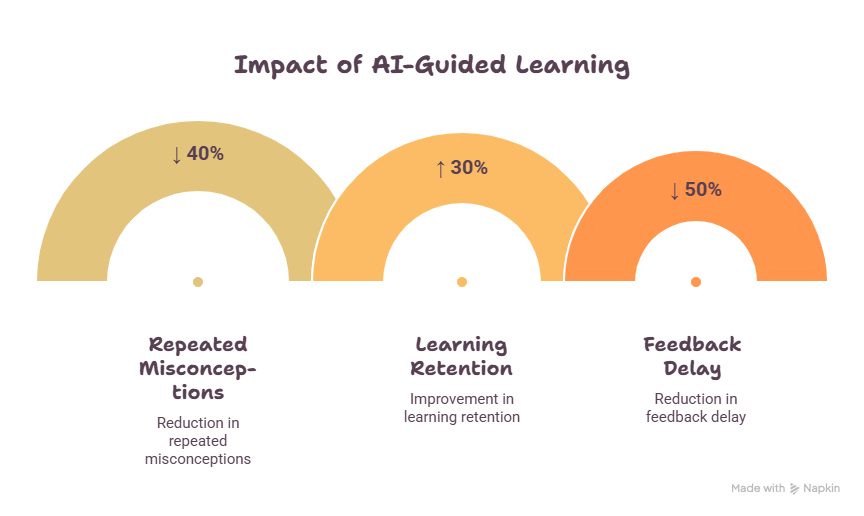 Impact of AI-Guided Learning
↓ 40%
↑ 30%
↓ 50%
Repeated
Misconcep-
tions
Reduction in
repeated
misconceptions
Learning
Retention
Improvement in
learning retention
Feedback
Delay
Reduction in
feedback delay
Made with Napkin